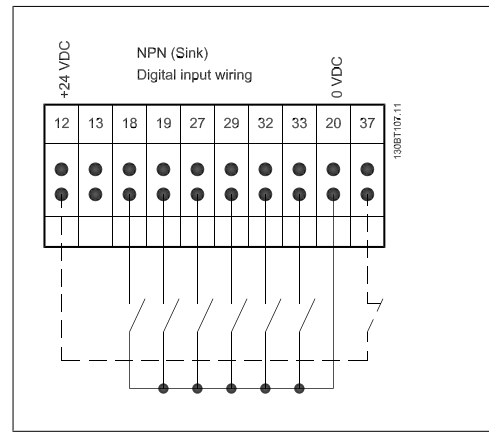 +24 VDC
NPN (Sink)
Digital input wiring
0 VDC
12 13 18 19 27 29 32 33 20 37
130BT107.11